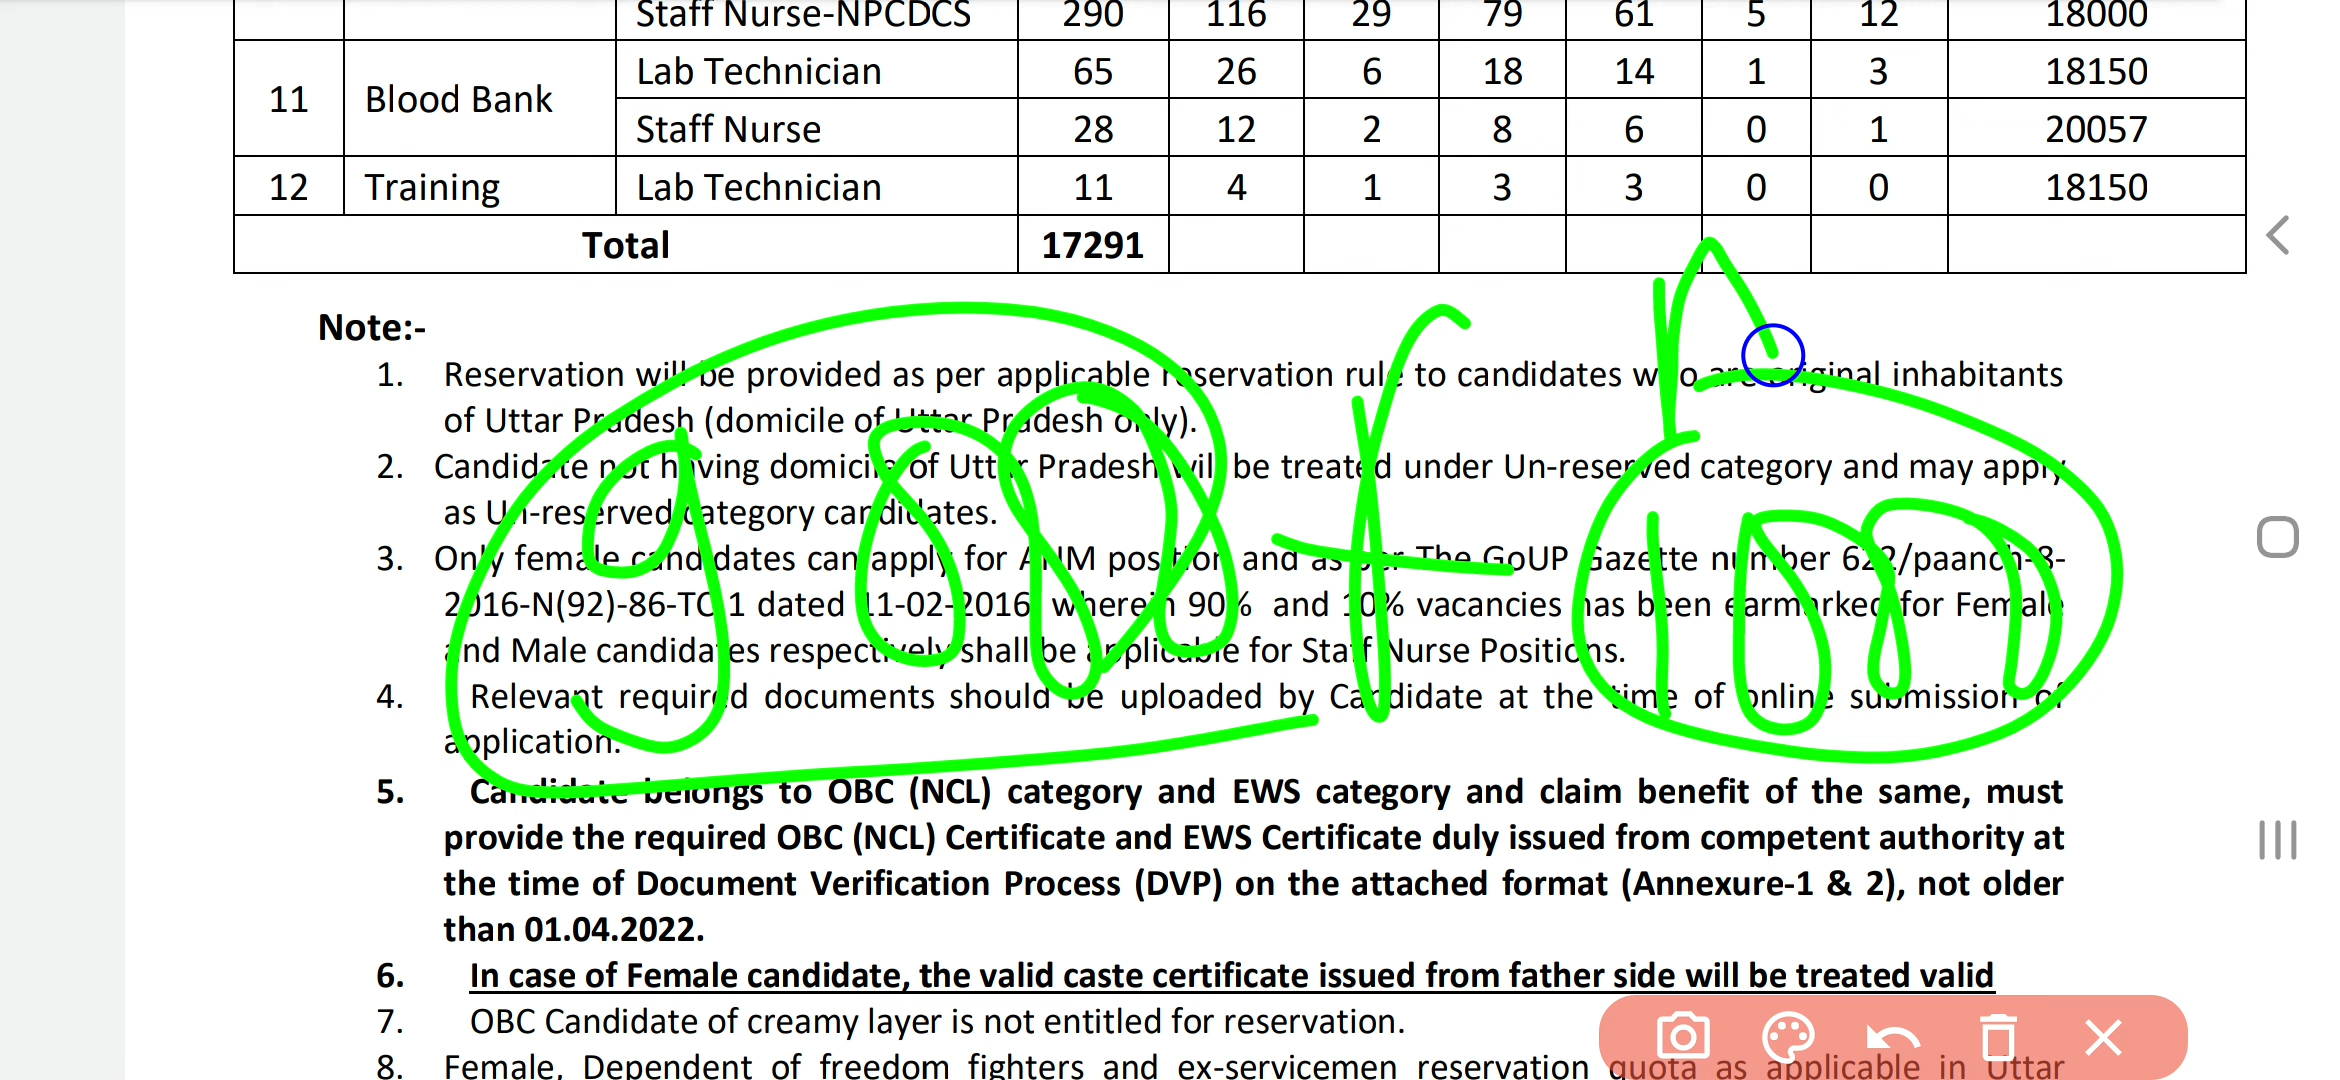 Staff Nurse-NPCDCS 290 116 29 79 61 5 12 18000
11 Blood Bank Lab Technician 65 26 6 18 14 1 3 18150
Staff Nurse 28 12 2 8 6 0 1 20057
12 Training Lab Technician 11 4 1 3 3 0 0 18150
Total 17291
Note:-
1. Reservation will be provided as per applicable reservation rule to candidates who are original inhabitants
of Uttar Pradesh (domicile of Uttar Pradesh only).
2. Candidate not having domicile of Uttar Pradesh will be treated under Un-reserved category and may apply
as Un-reserved category candidates.
3. Only female candidates can apply for ANM position and as per The GoUP Gazette number 622/paanch-8-
2016-N(92)-86-TC-1 dated 11-02-2016, wherein 90% and 10% vacancies has been earmarked for Female
and Male candidates respectively shall be applicable for Staff Nurse Positions.
4. Relevant required documents should be uploaded by Candidate at the time of online submission of
application.
5. Candidate belongs to OBC (NCL) category and EWS category and claim benefit of the same, must
provide the required OBC (NCL) Certificate and EWS Certificate duly issued from competent authority at
the time of Document Verification Process (DVP) on the attached format (Annexure-1 & 2), not older
than 01.04.2022.
6. In case of Female candidate, the valid caste certificate issued from father side will be treated valid
7. OBC Candidate of creamy layer is not entitled for reservation.
8. Female, Dependent of freedom fighters and ex-servicemen reservation quota as applicable in Uttar